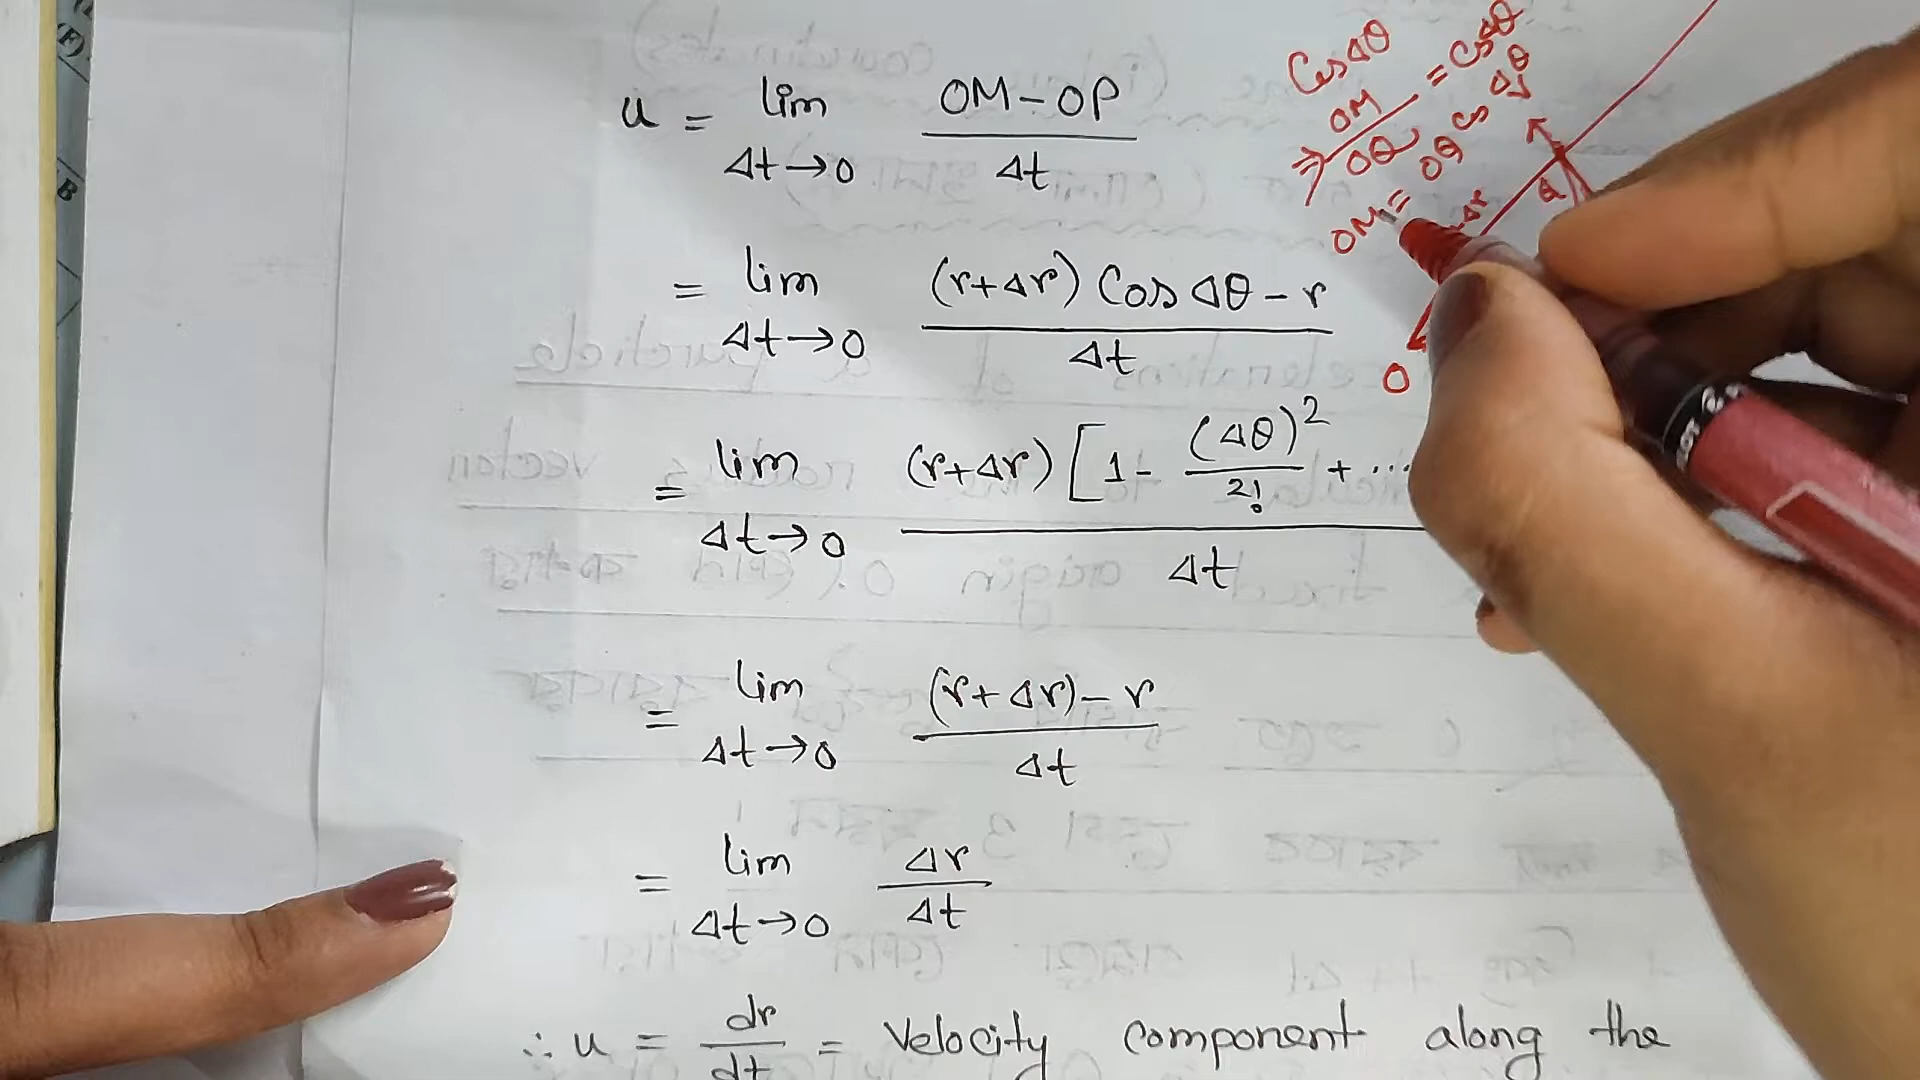 u = lim Δt→0 OM-OP / Δt
= lim Δt→0 (r+Δr) Cos Δθ - r / Δt
= lim Δt→0 (r+Δr) [1 - (Δθ)² / 2! + ... / Δt
= lim Δt→0 (r+Δr) - r / Δt
= lim Δt→0 Δr / Δt
∴ u = dr / dt = Velocity component along the
Cos Δθ
⇒ OM / OQ = Cos Δθ
OM = OQ Cos Δθ
Δr
O
(F)
B